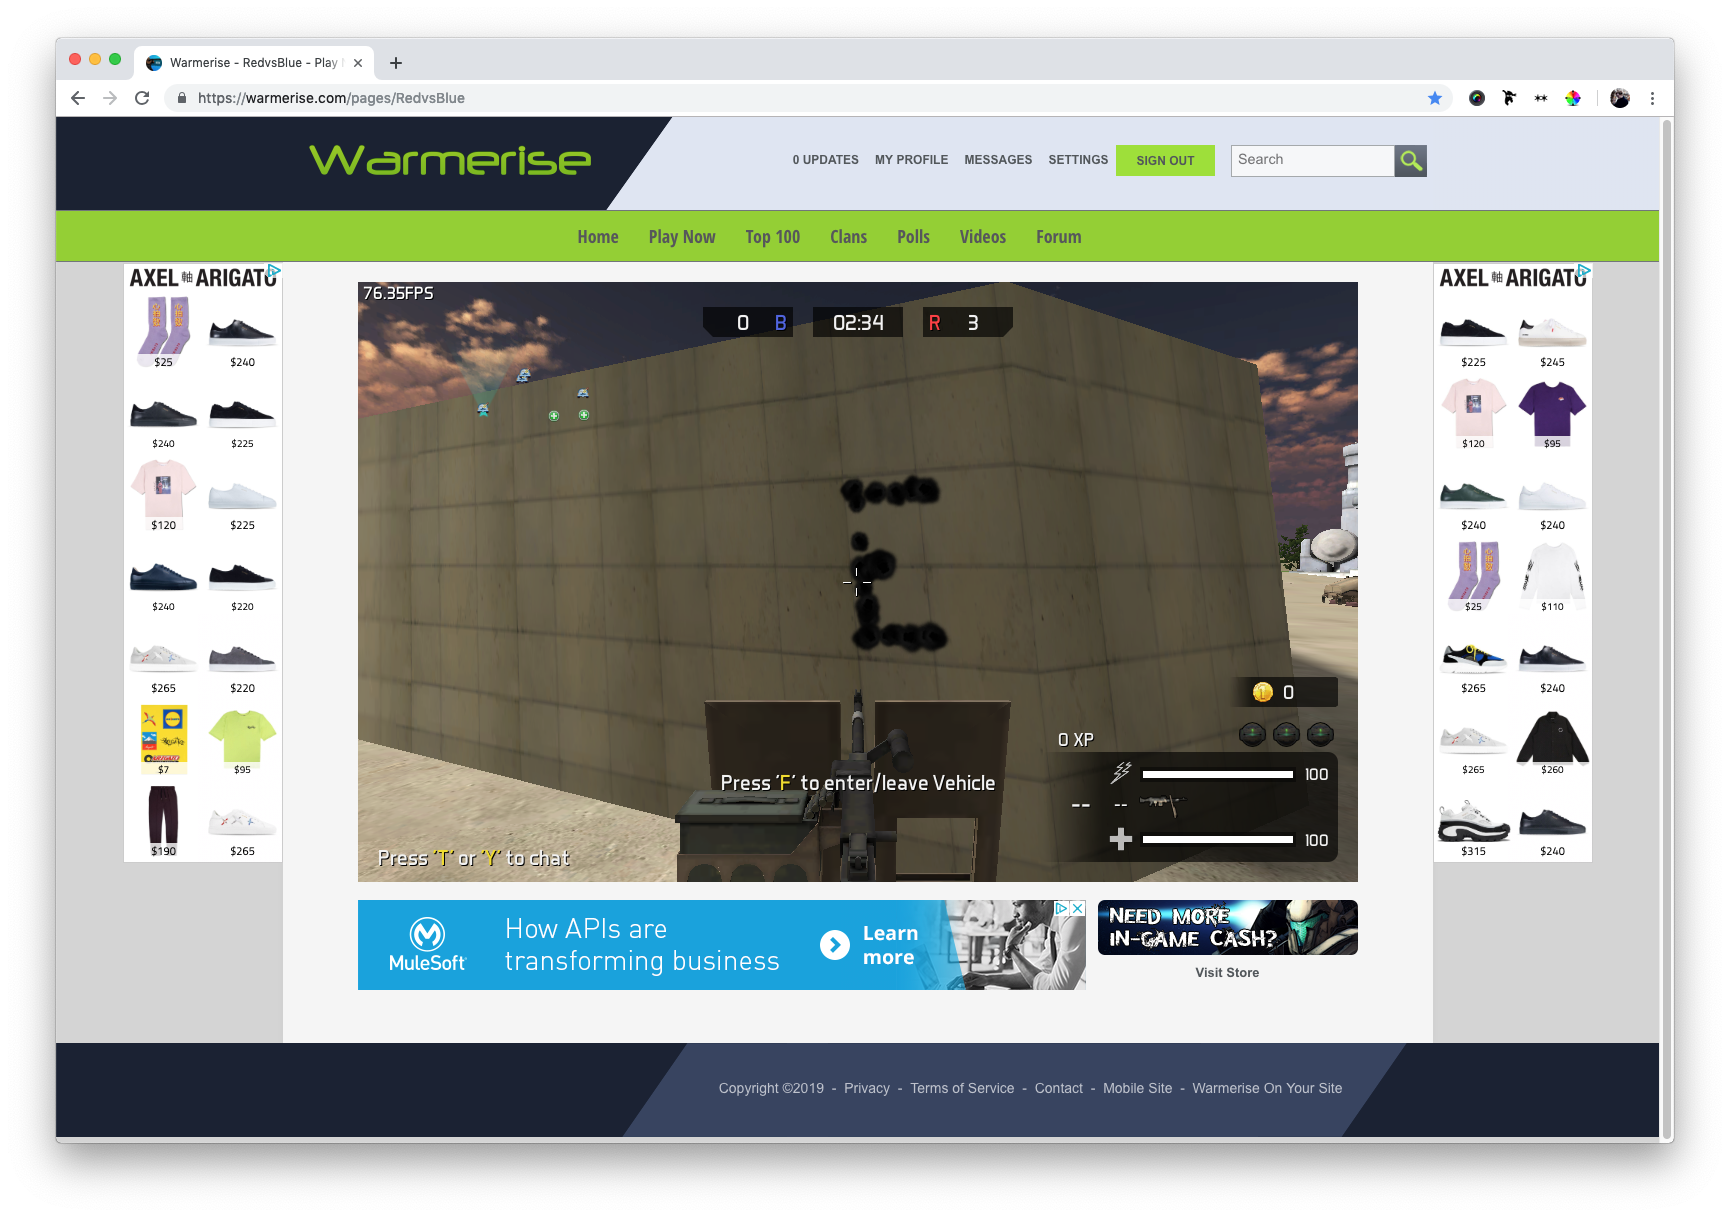 Warmerise - RedvsBlue - Play
https://warmerise.com/pages/RedvsBlue
Warmerise
0 UPDATES MY PROFILE MESSAGES SETTINGS SIGN OUT Search
Home Play Now Top 100 Clans Polls Videos Forum
AXEL 軸 ARIGATO
$25 $240
$240 $225
$120 $225
$240 $220
$265 $220
$7 $95
$190 $265
76.35FPS
0 B 02:34 R 3
0
0 XP
100
-- --
100
Press 'F' to enter/leave Vehicle
Press 'T' or 'Y' to chat
AXEL 軸 ARIGATO
$225 $245
$120 $95
$240 $240
$25 $110
$265 $240
$265 $260
$315 $240
MuleSoft
How APIs are
transforming business
Learn
more
NEED MORE
IN-GAME CASH?
Visit Store
Copyright ©2019 - Privacy - Terms of Service - Contact - Mobile Site - Warmerise On Your Site